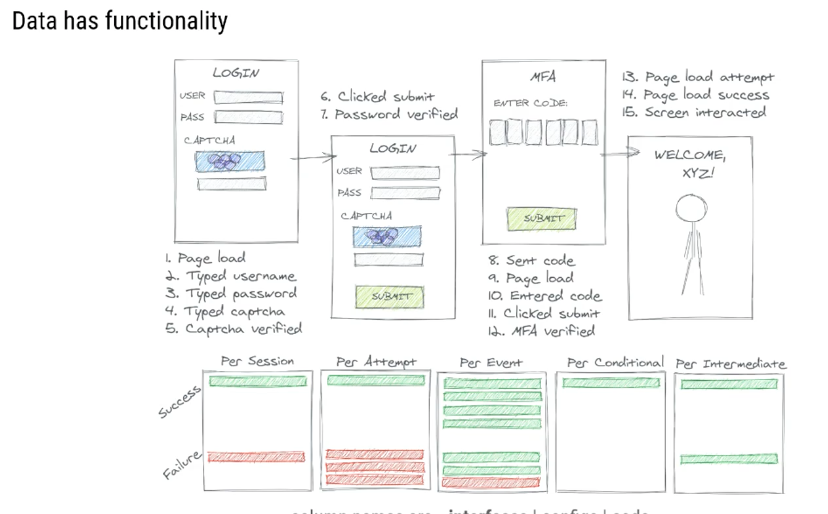 Data has functionality
LOGIN
USER
PASS
CAPTCHA
1. Page load
2. Typed username
3. Typed password
4. Typed captcha
5. Captcha verified
6. Clicked submit
7. Password verified
LOGIN
USER
PASS
CAPTCHA
SUBMIT
MFA
ENTER CODE:
SUBMIT
8. Sent code
9. Page load
10. Entered code
11. Clicked submit
12. MFA verified
13. Page load attempt
14. Page load success
15. Screen interacted
WELCOME,
XYZ!
Per Session
Per Attempt
Per Event
Per Conditional
Per Intermediate
Success
Failure